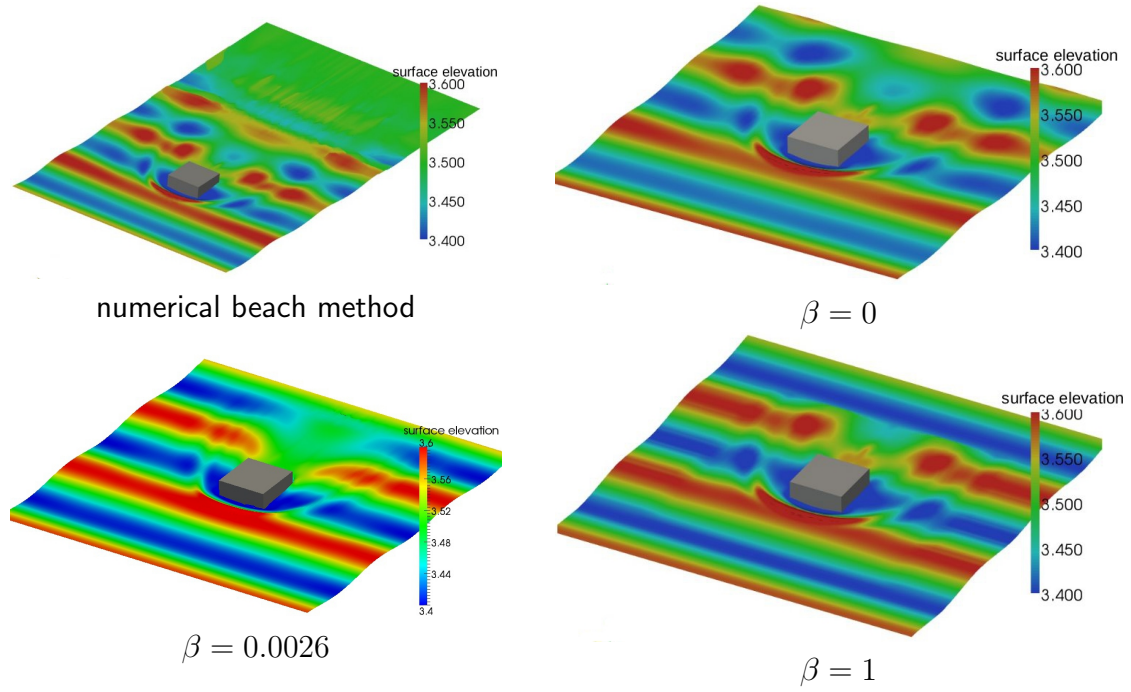 surface elevation
3.600
3.550
3.500
3.450
3.400
numerical beach method
surface elevation
3.600
3.550
3.500
3.450
3.400
β = 0
surface elevation
3.6
3.56
3.52
3.48
3.44
3.4
β = 0.0026
surface elevation
3.600
3.550
3.500
3.450
3.400
β = 1